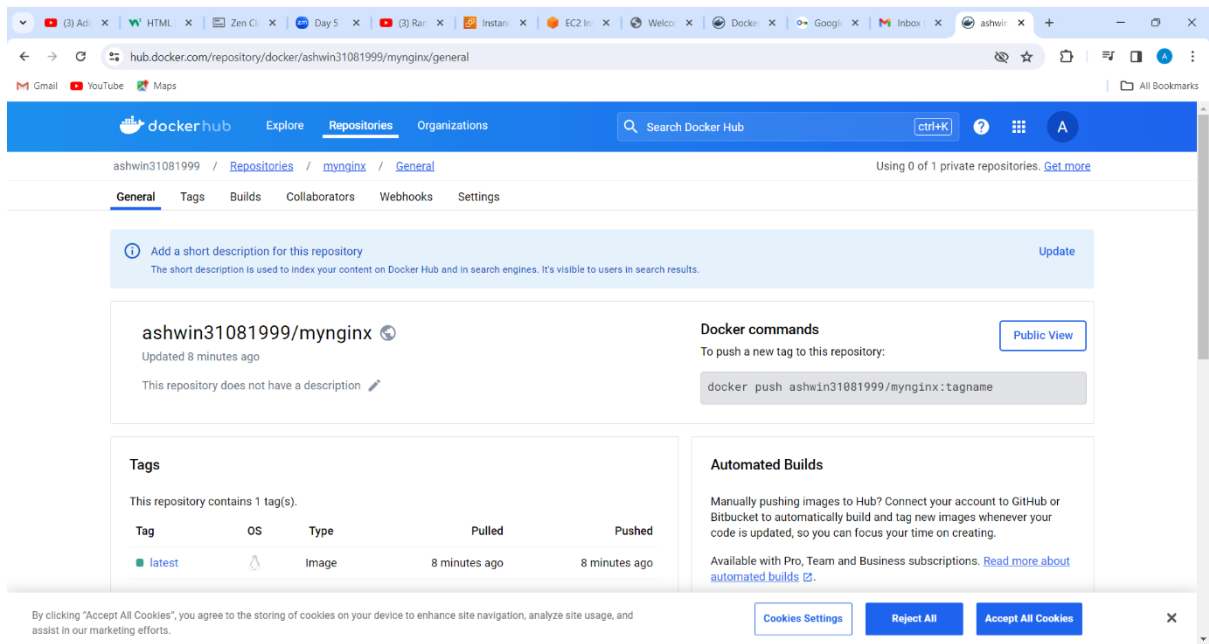 (3) Adi
HTML
Zen Cl
Day 5
(3) Ran
Instanc
EC2 In
Welco
Docke
Googl
Inbox
ashwin
hub.docker.com/repository/docker/ashwin31081999/mynginx/general
A
Gmail YouTube Maps
All Bookmarks
dockerhub Explore Repositories Organizations Search Docker Hub ctrl+K ? A
ashwin31081999 / Repositories / mynginx / General
Using 0 of 1 private repositories. Get more
General Tags Builds Collaborators Webhooks Settings
Add a short description for this repository
Update
The short description is used to index your content on Docker Hub and in search engines. It's visible to users in search results.
ashwin31081999/mynginx
Updated 8 minutes ago
This repository does not have a description
Docker commands
Public View
To push a new tag to this repository:
docker push ashwin31081999/mynginx:tagname
Tags
This repository contains 1 tag(s).
Tag OS Type Pulled Pushed
latest Image 8 minutes ago 8 minutes ago
Automated Builds
Manually pushing images to Hub? Connect your account to GitHub or
Bitbucket to automatically build and tag new images whenever your
code is updated, so you can focus your time on creating.
Available with Pro, Team and Business subscriptions. Read more about
automated builds.
By clicking "Accept All Cookies", you agree to the storing of cookies on your device to enhance site navigation, analyze site usage, and
assist in our marketing efforts.
Cookies Settings
Reject All
Accept All Cookies